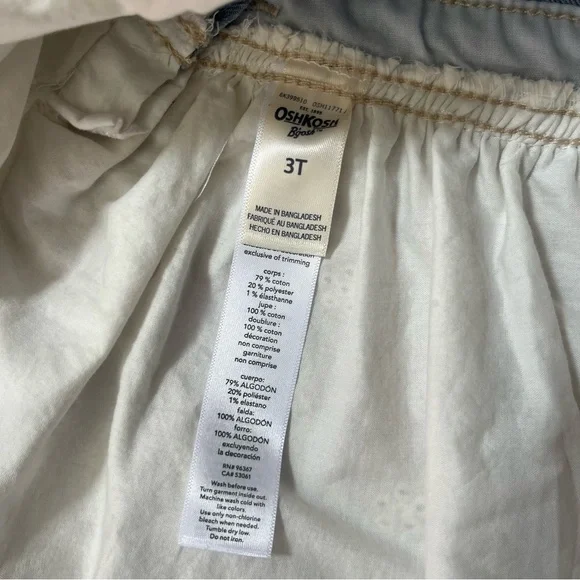 EST. 1895
OshKosh
B'gosh
3T
MADE IN BANGLADESH
FABRIQUÉ AU BANGLADESH
HECHO EN BANGLADESH
exclusive of trimming
corps :
79 % coton
20 % polyester
1 % élasthanne
jupe :
100 % coton
doublure :
100 % coton
décoration
non comprise
garniture
non comprise
cuerpo:
79% ALGODÓN
20% poliéster
1% elastano
falda:
100% ALGODÓN
forro:
100% ALGODÓN
excluyendo
la decoración
RN# 96367
CA# 53061
Wash before use.
Turn garment inside out.
Machine wash cold with
like colors.
Use only non-chlorine
bleach when needed.
Tumble dry low.
Do not iron.